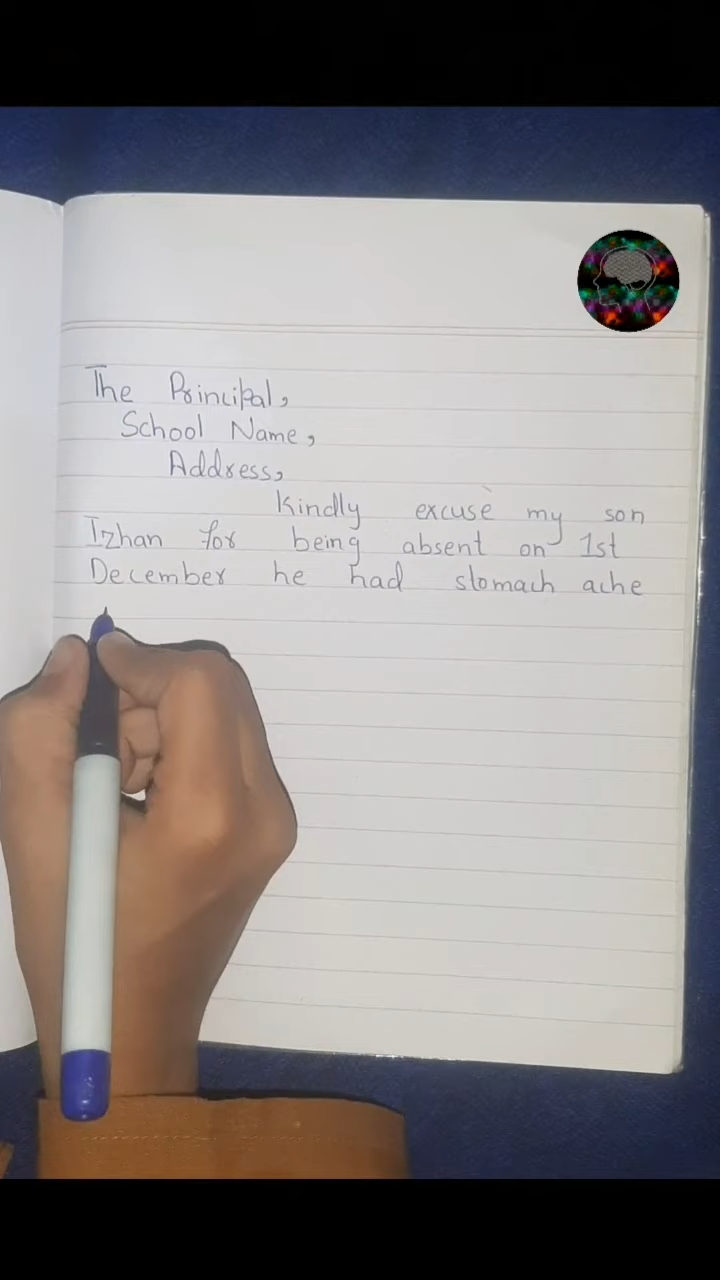 The Principal,
School Name,
Address,
Kindly excuse my son
Izhan for being absent on 1st
December he had stomach ache